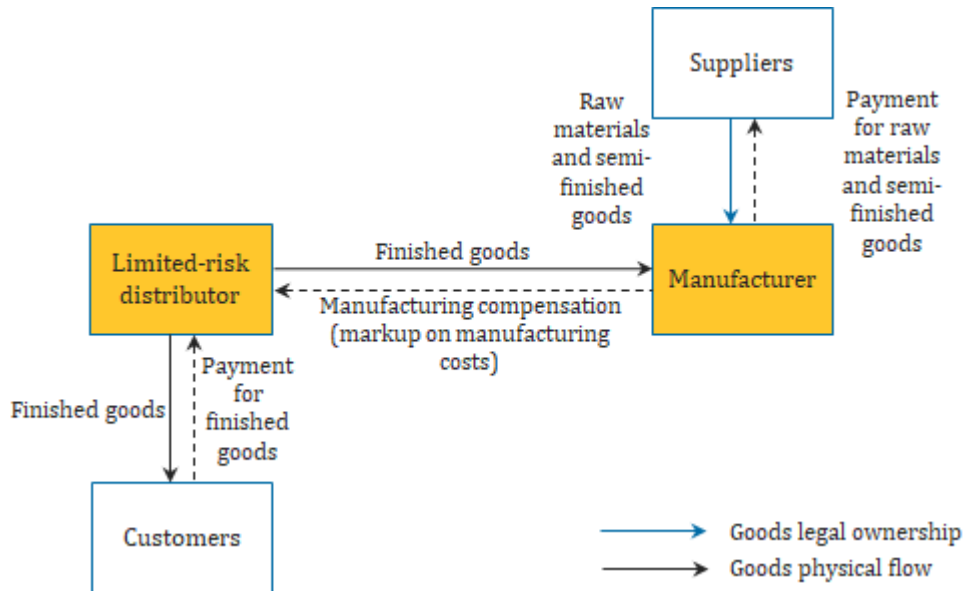 Suppliers
Raw
materials
and semi-
finished
goods
Payment
for raw
materials
and semi-
finished
goods
Limited-risk
distributor
Finished goods
Manufacturing compensation
(markup on manufacturing
costs)
Manufacturer
Finished goods
Payment
for
finished
goods
Customers
Goods legal ownership
Goods physical flow